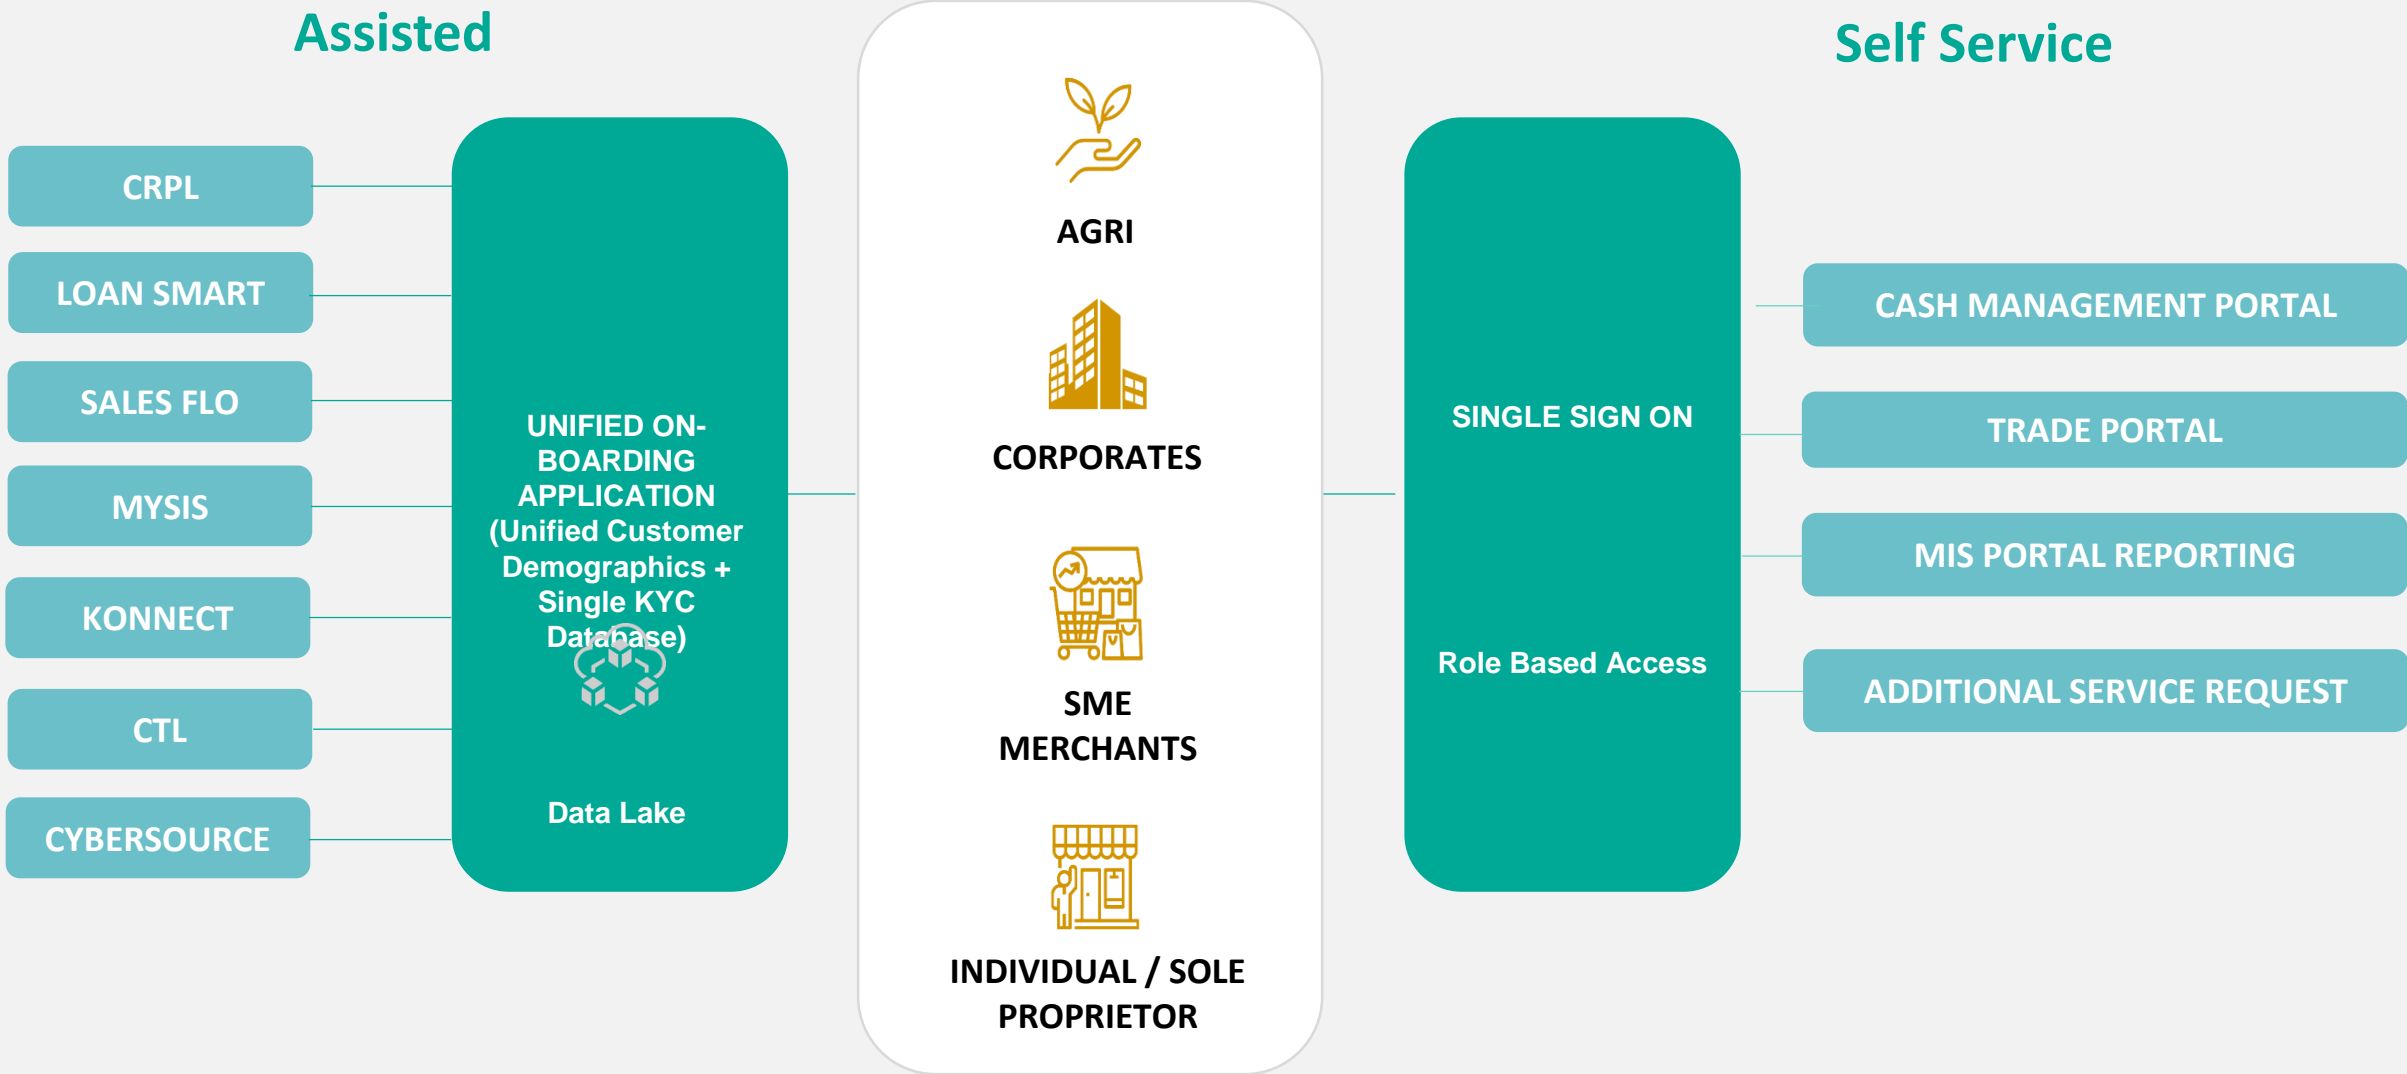 Assisted
Self Service
CRPL
LOAN SMART
SALES FLO
MYSIS
KONNECT
CTL
CYBERSOURCE
UNIFIED ON-
BOARDING
APPLICATION
(Unified Customer
Demographics +
Single KYC
Database)
Data Lake
AGRI
CORPORATES
SME
MERCHANTS
INDIVIDUAL / SOLE
PROPRIETOR
SINGLE SIGN ON
Role Based Access
CASH MANAGEMENT PORTAL
TRADE PORTAL
MIS PORTAL REPORTING
ADDITIONAL SERVICE REQUEST